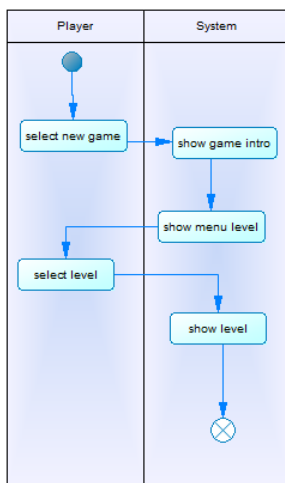 Player
System
select new game
show game intro
show menu level
select level
show level